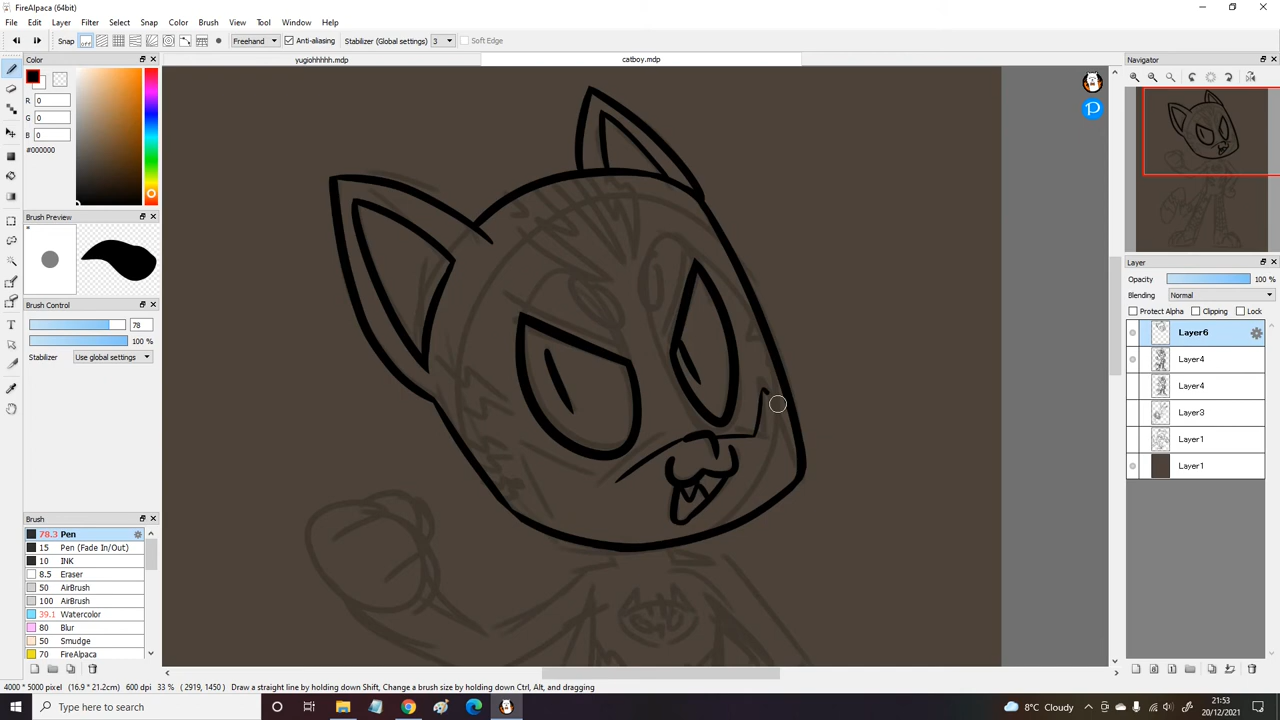 FireAlpaca (64bit)
File Edit Layer Filter Select Snap Color Brush View Tool Window Help
Snap OFF Freehand Anti-aliasing Stabilizer (Global settings) 3 Soft Edge
Color
yugiohhhhh.mdp
catboy.mdp
Navigator
R 0
G 0
B 0
#000000
Brush Preview
Layer
Opacity 100 %
Blending Normal
Protect Alpha Clipping Lock
Layer6
Layer4
Layer4
Layer3
Layer1
Layer1
Brush Control
78
100 %
Stabilizer Use global settings
Brush
78.3 Pen
15 Pen (Fade In/Out)
10 INK
8.5 Eraser
50 AirBrush
100 AirBrush
39.1 Watercolor
80 Blur
50 Smudge
70 FireAlpaca
4000 * 5000 pixel (16.9 * 21.2cm) 600 dpi 33 % ( 2919, 1450 ) Draw a straight line by holding down Shift, Change a brush size by holding down Ctrl, Alt, and dragging
Type here to search
8°C Cloudy
21:53
20/12/2021